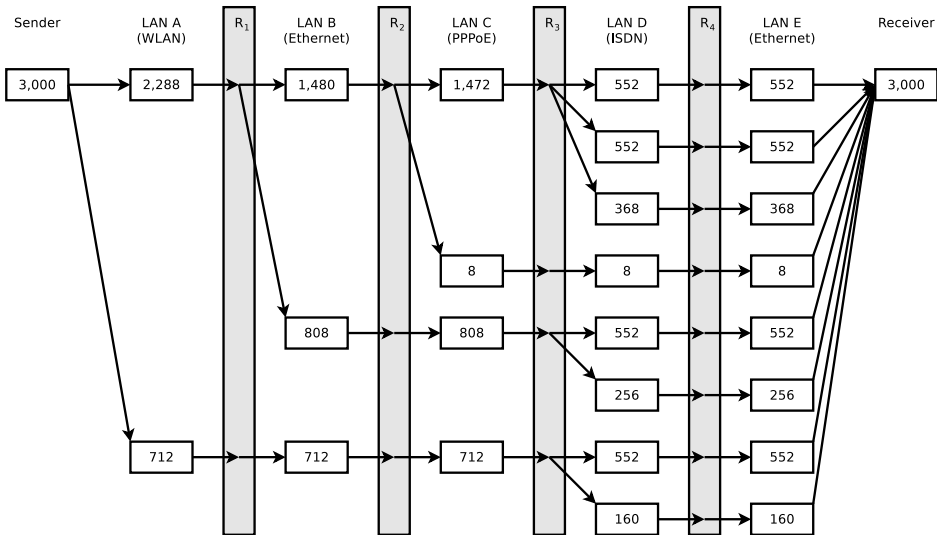 Sender
LAN A
(WLAN)
R1
LAN B
(Ethernet)
R2
LAN C
(PPPoE)
R3
LAN D
(ISDN)
R4
LAN E
(Ethernet)
Receiver
3,000
2,288
1,480
1,472
552
552
3,000
552
552
368
368
8
8
8
808
808
552
552
256
256
712
712
712
552
552
160
160